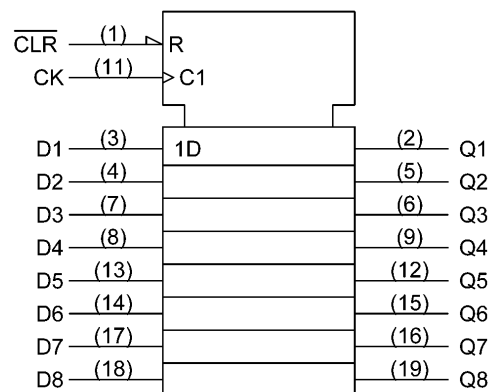 C̅L̅R̅ (1) R
CK (11) C1
D1 (3) 1D (2) Q1
D2 (4) (5) Q2
D3 (7) (6) Q3
D4 (8) (9) Q4
D5 (13) (12) Q5
D6 (14) (15) Q6
D7 (17) (16) Q7
D8 (18) (19) Q8